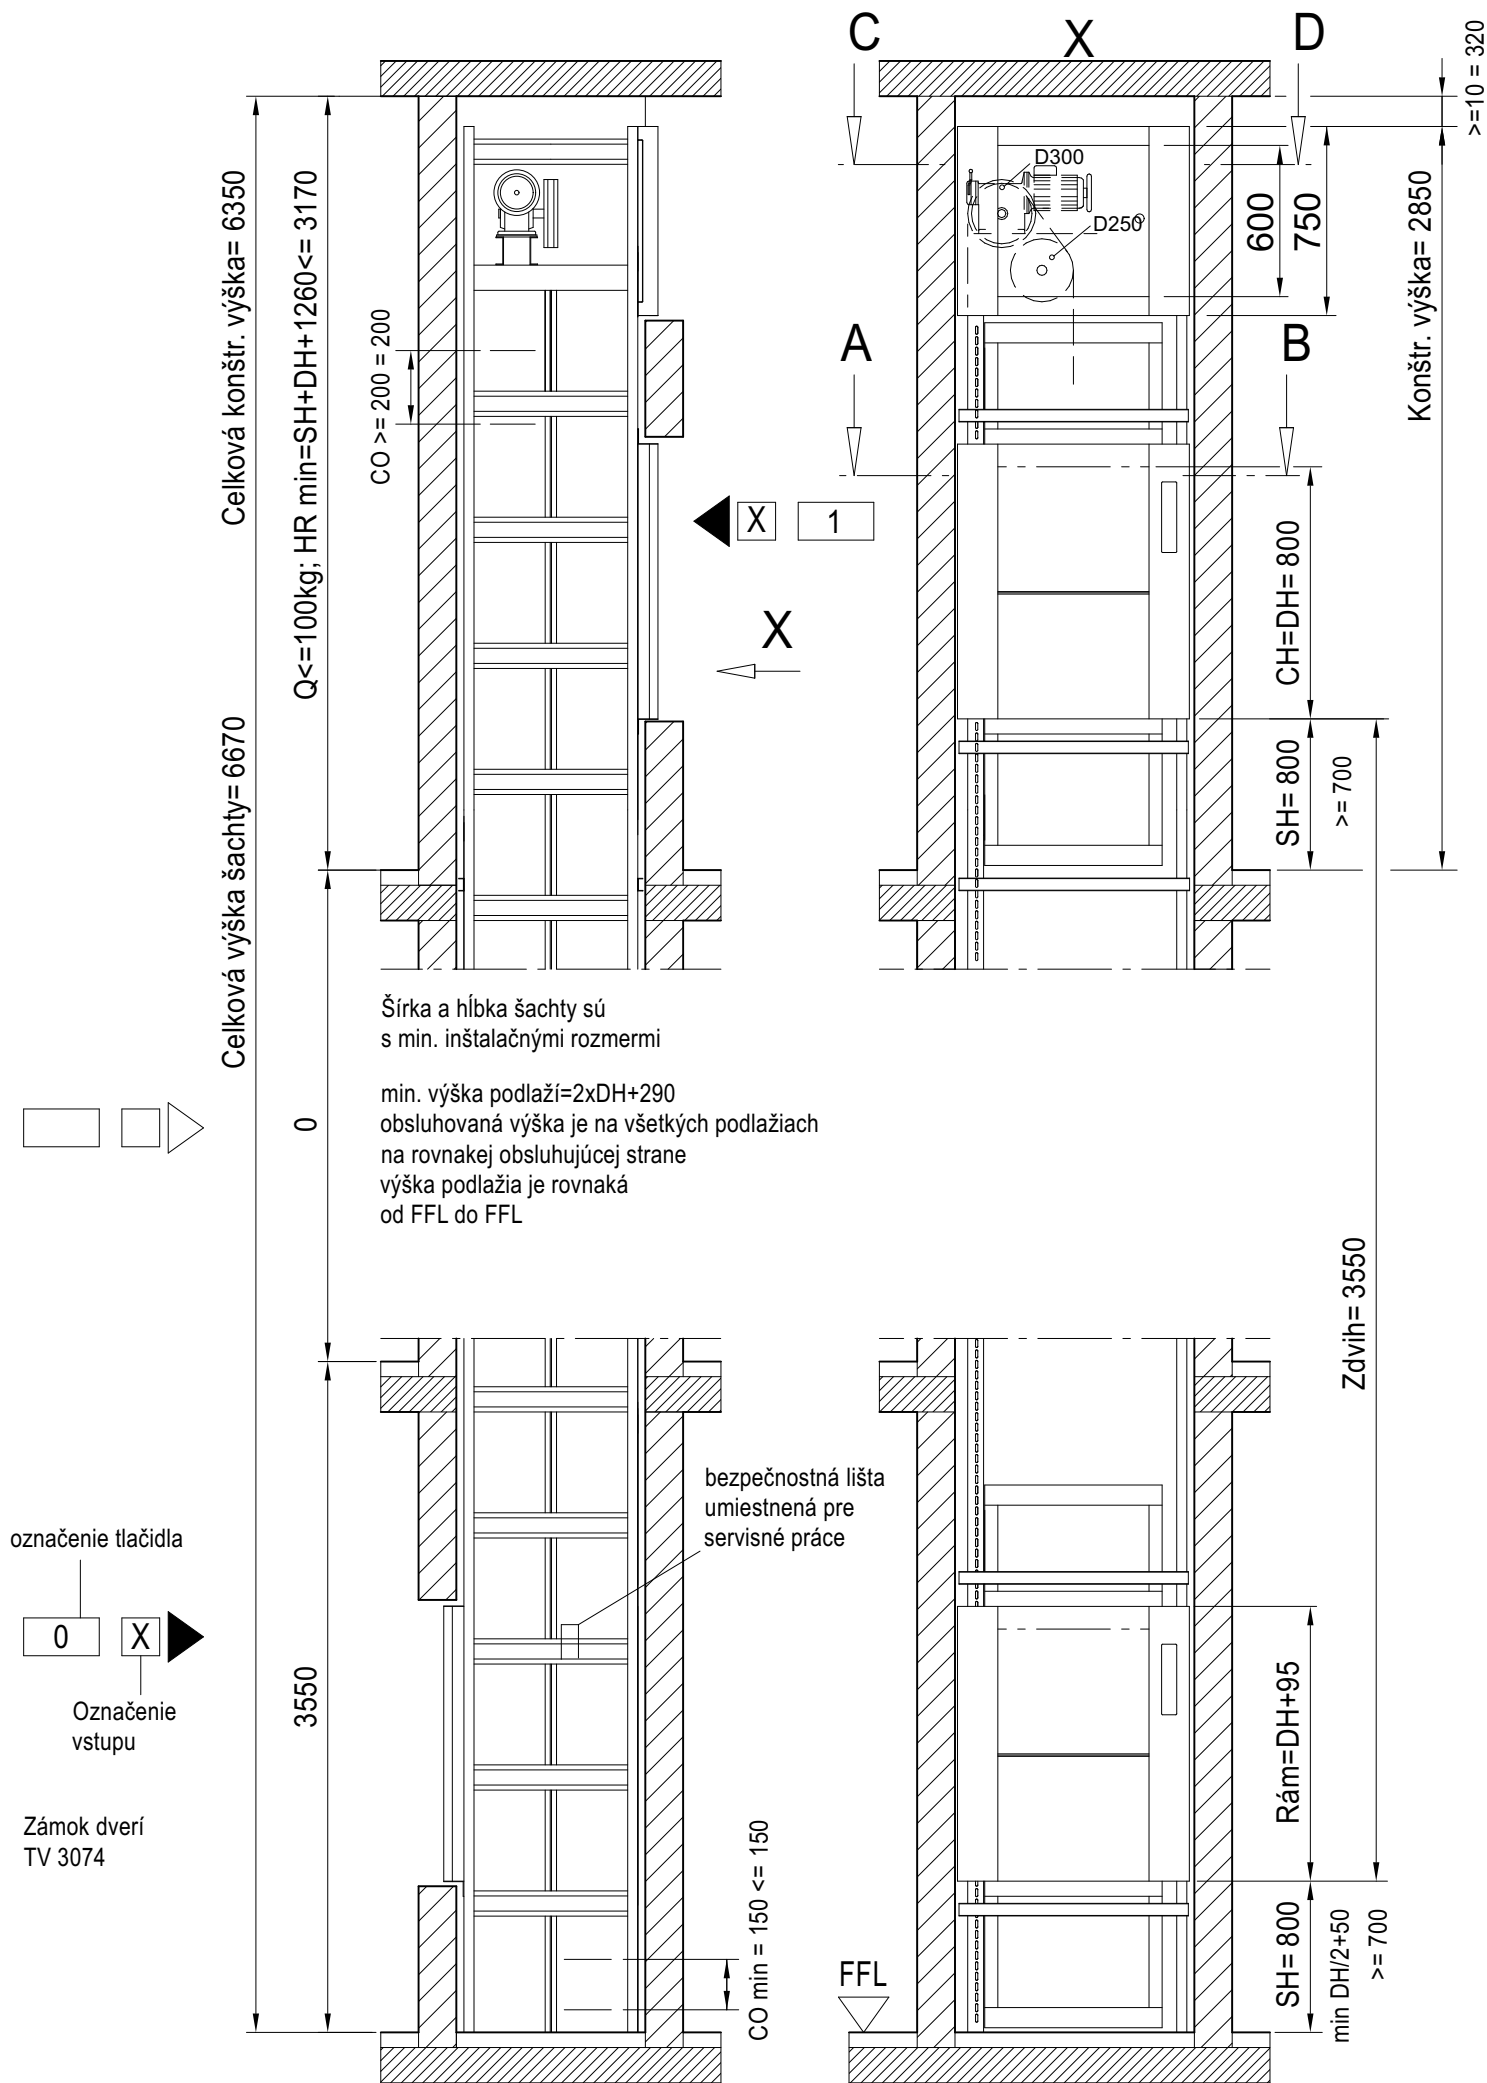 C
X
D
>=10 = 320
Celková konštr. výška= 6350
Q<=100kg; HR min=SH+DH+1260<= 3170
D300
D250
600
750
Konštr. výška= 2850
CO >= 200 = 200
A
B
X
1
X
CH=DH= 800
Celková výška šachty= 6670
SH= 800
>= 700
Šírka a hĺbka šachty sú
s min. inštalačnými rozmermi
0
min. výška podlaží=2xDH+290
obsluhovaná výška je na všetkých podlažiach
na rovnakej obsluhujúcej strane
výška podlažia je rovnaká
od FFL do FFL
Zdvih= 3550
bezpečnostná lišta
umiestnená pre
servisné práce
označenie tlačidla
0
X
Označenie
vstupu
3550
Rám=DH+95
Zámok dverí
TV 3074
CO min = 150 <= 150
FFL
SH= 800
min DH/2+50
>= 700